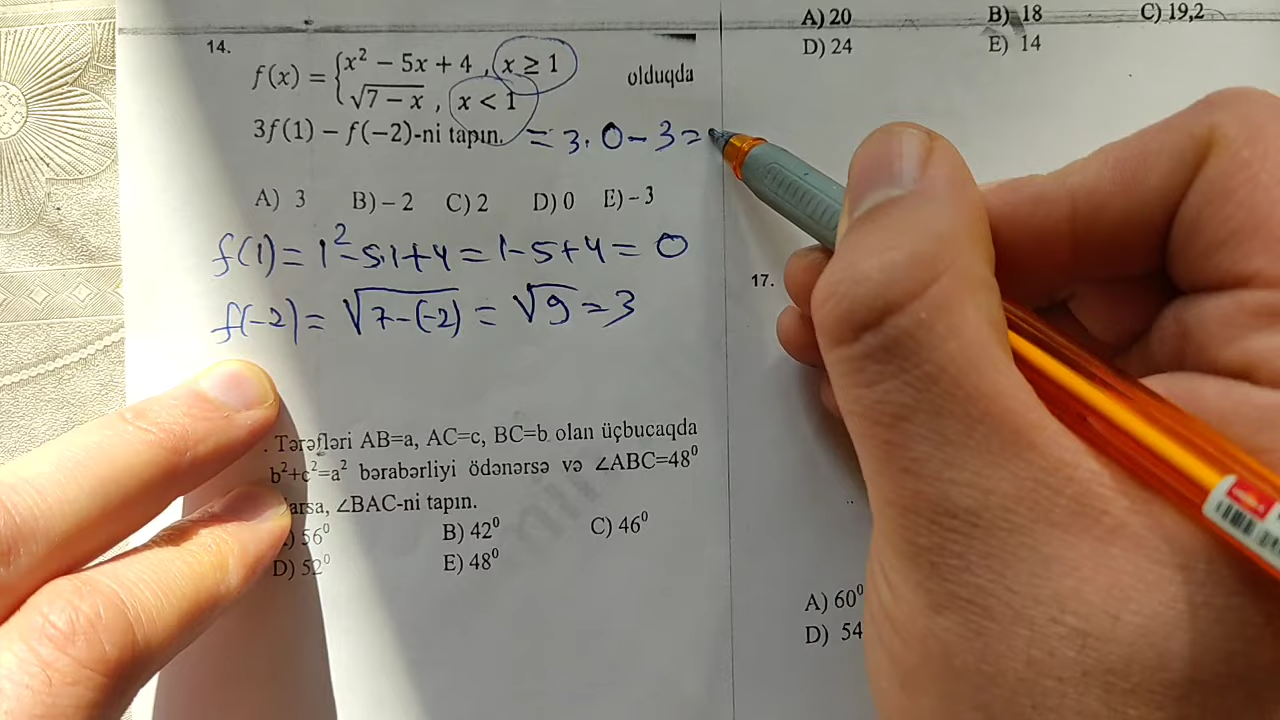 14.
f(x) = { x² − 5x + 4 , x ≥ 1
√7 − x , x < 1 olduqda
3f(1) − f(−2)-ni tapın. = 3. 0 − 3 =
A) 3 B) − 2 C) 2 D) 0 E) − 3
f(1) = 1² − 5.1 + 4 = 1 − 5 + 4 = 0
f(−2) = √7 − (−2) = √9 = 3
. Tərəfləri AB=a, AC=c, BC=b olan üçbucaqda
b²+c²=a² bərabərliyi ödənərsə və ∠ABC=48⁰
arsa, ∠BAC-ni tapın.
) 56⁰ B) 42⁰ C) 46⁰
D) 52⁰ E) 48⁰
A) 20 B) 18 C) 19,2
D) 24 E) 14
17.
A) 60⁰
D) 54